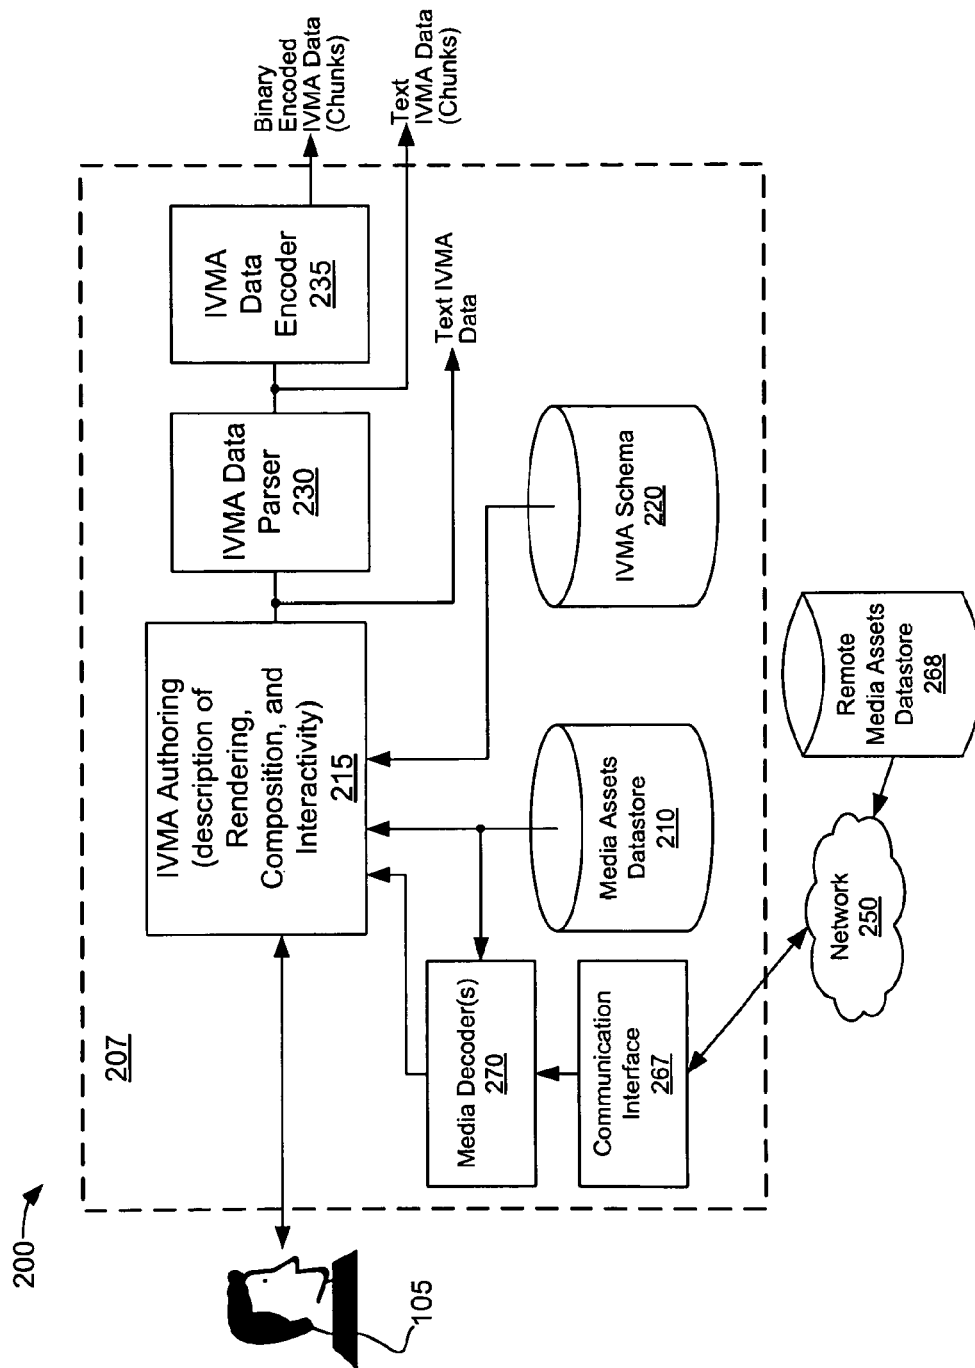 200
207
105
IVMA Authoring
(description of
Rendering,
Composition, and
Interactivity)
215
IVMA Data
Parser
230
IVMA
Data
Encoder
235
Binary
Encoded
IVMA Data
(Chunks)
Text
IVMA Data
(Chunks)
Text IVMA
Data
Media Decoder(s)
270
Media Assets
Datastore
210
IVMA Schema
220
Communication
Interface
267
Network
250
Remote
Media Assets
Datastore
268